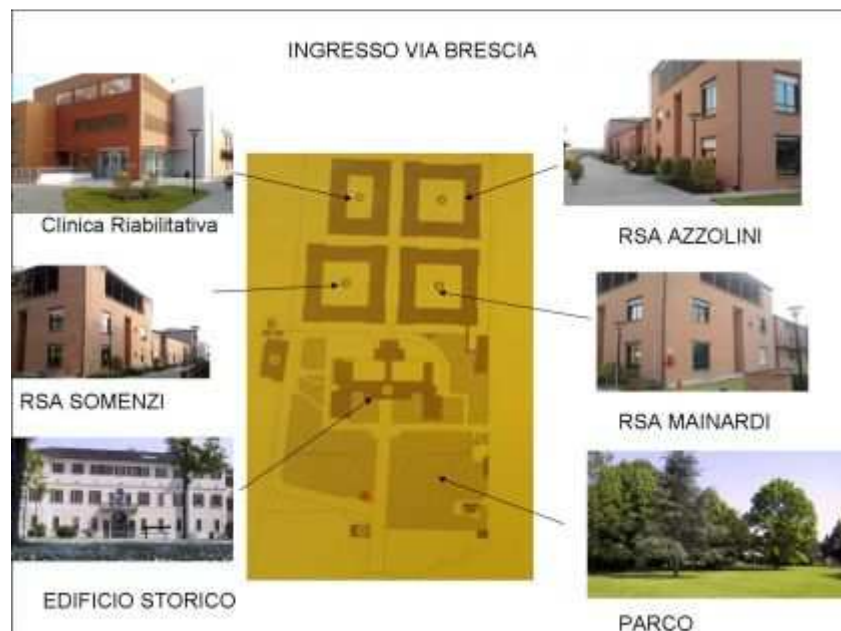 INGRESSO VIA BRESCIA
Clinica Riabilitativa
RSA AZZOLINI
RSA SOMENZI
RSA MAINARDI
EDIFICIO STORICO
PARCO